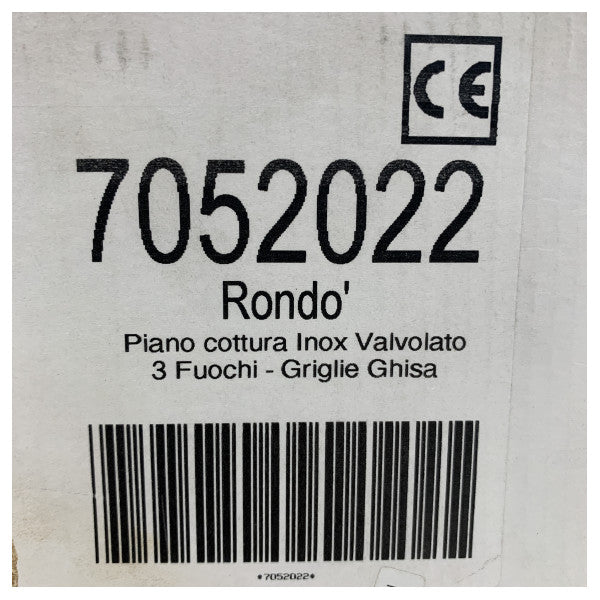 CE
7052022
Rondo'
Piano cottura Inox Valvolato
3 Fuochi - Griglie Ghisa
*7052022*